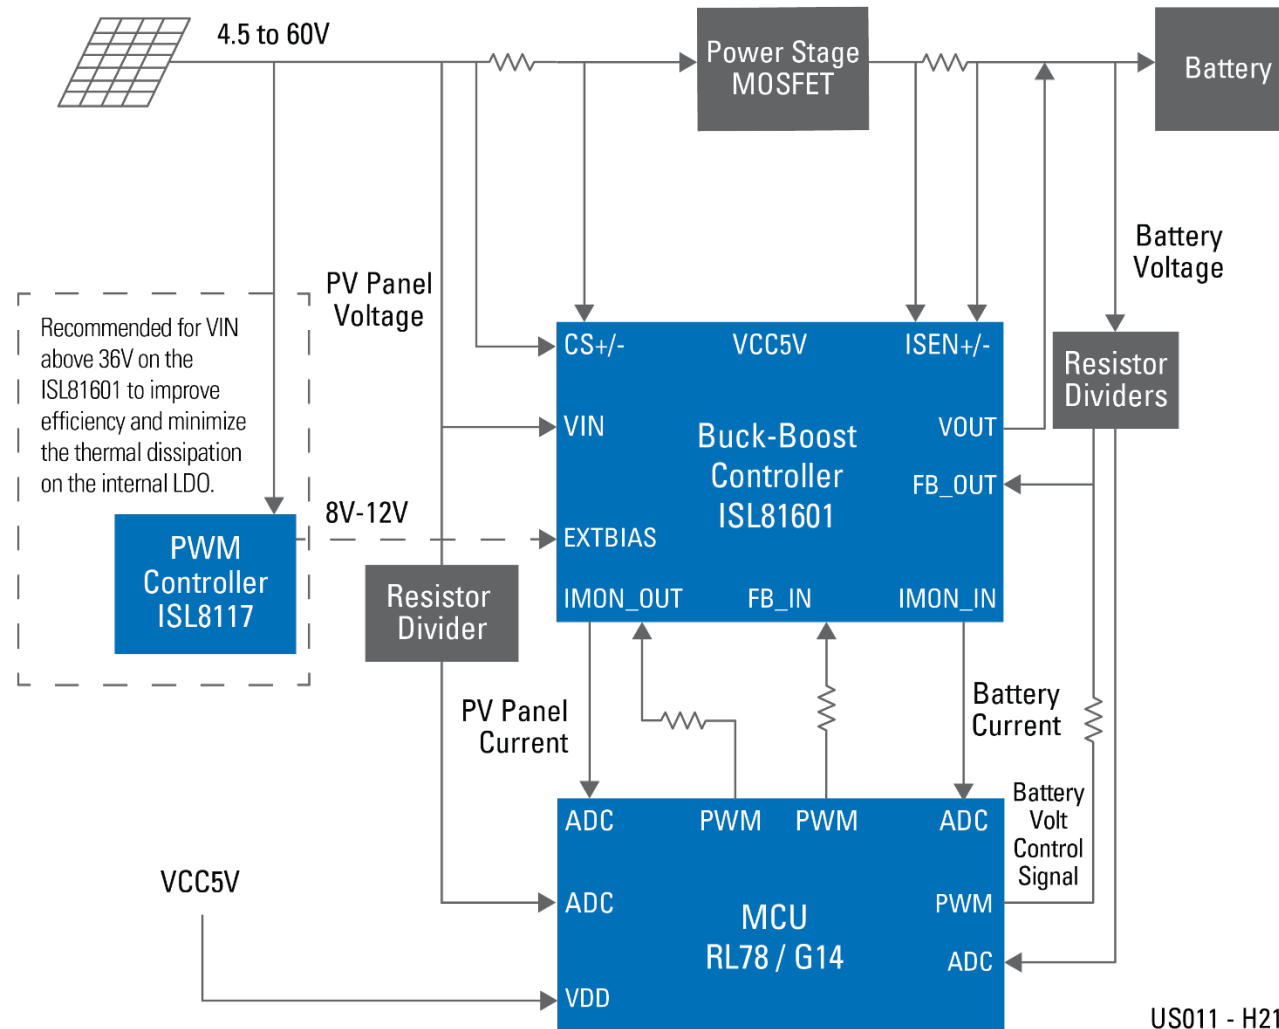 4.5 to 60V
Power Stage
MOSFET
Battery
Battery
Voltage
PV Panel
Voltage
Recommended for VIN
above 36V on the
ISL81601 to improve
efficiency and minimize
the thermal dissipation
on the internal LDO.
CS+/-
VCC5V
ISEN+/-
Resistor
Dividers
VIN
Buck-Boost
Controller
ISL81601
VOUT
FB_OUT
8V-12V
EXTBIAS
PWM
Controller
ISL8117
Resistor
Divider
IMON_OUT
FB_IN
IMON_IN
PV Panel
Current
Battery
Current
Battery
Volt
Control
Signal
ADC
PWM
PWM
ADC
VCC5V
ADC
MCU
RL78 / G14
PWM
ADC
VDD
US011 - H21